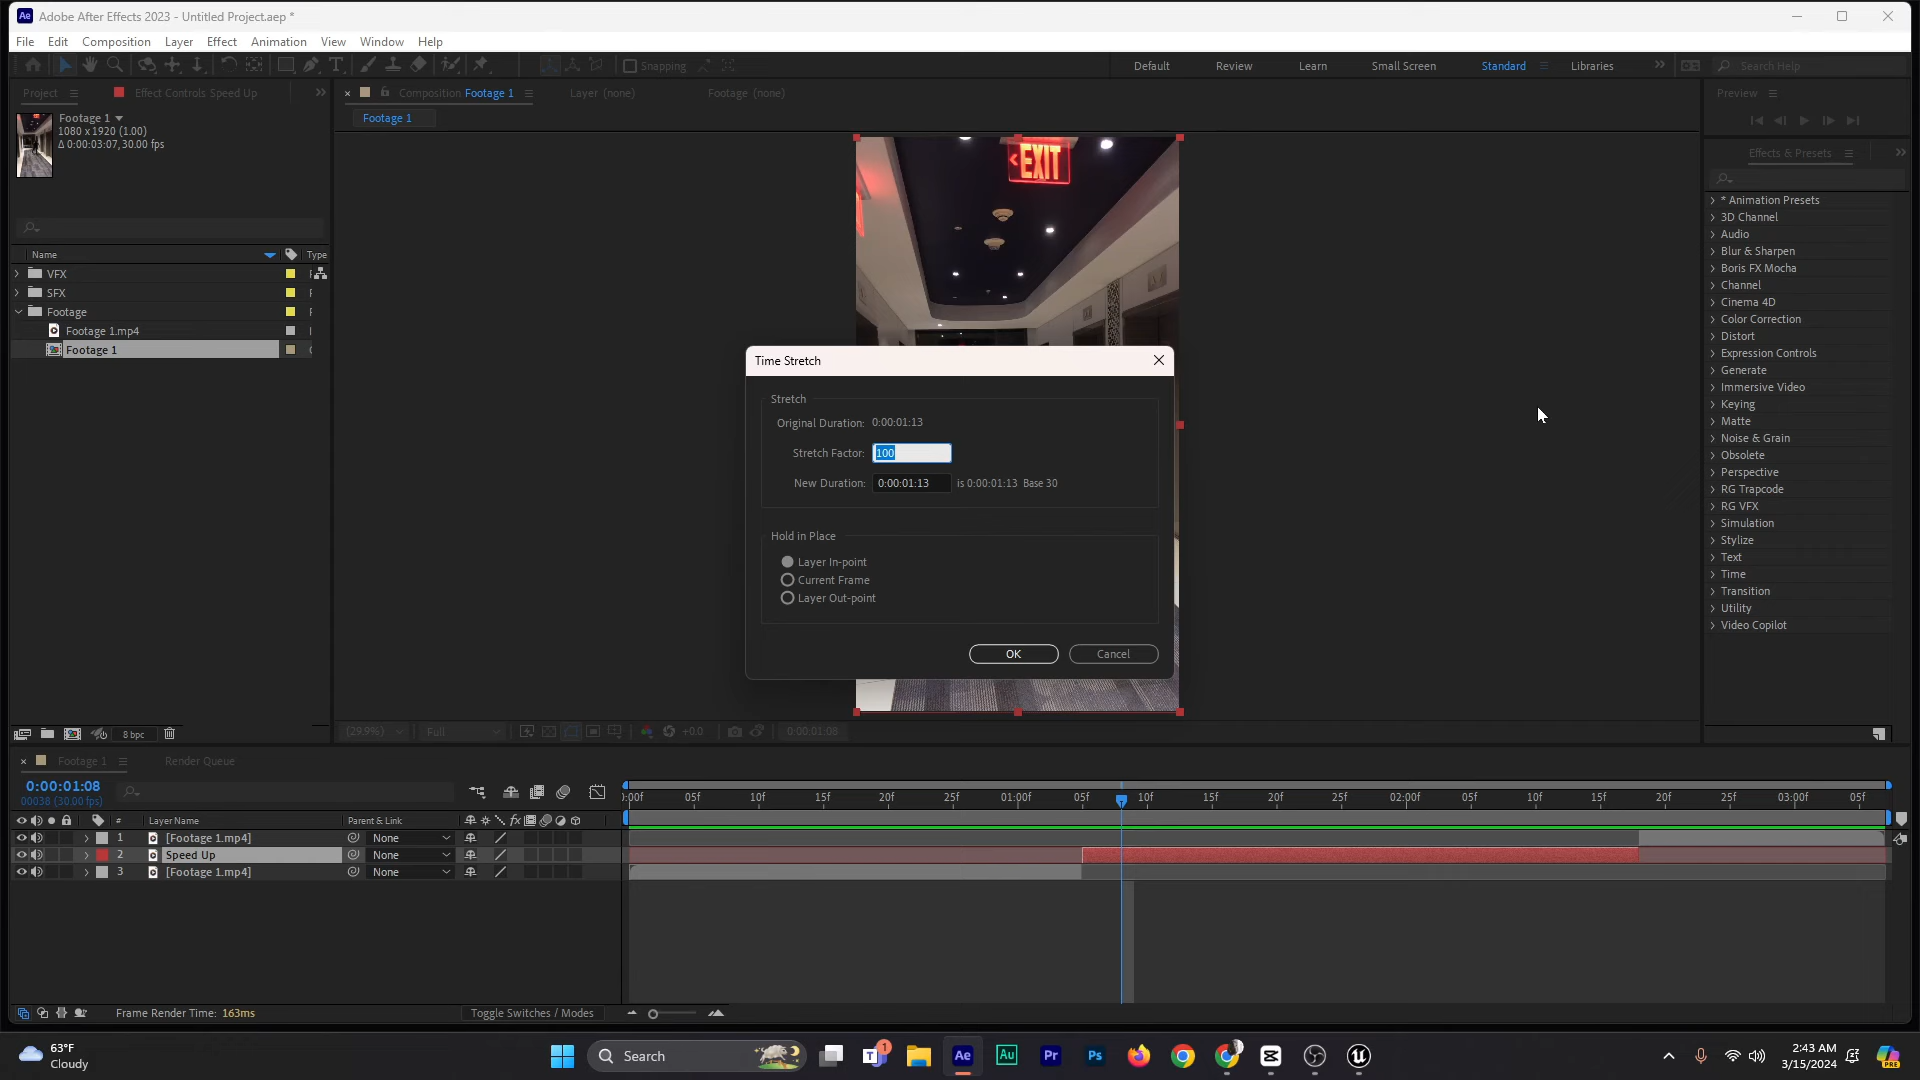 Adobe After Effects 2023 - Untitled Project.aep *
File Edit Composition Layer Effect Animation View Window Help
Snapping
Default Review Learn Small Screen Standard Libraries Search Help
Project Effect Controls Speed Up
Composition Footage 1 Layer (none) Footage (none)
Preview
Footage 1
1080 x 1920 (1.00)
Δ 0:00:03:07, 30.00 fps
Footage 1
EXIT
Effects & Presets
* Animation Presets
3D Channel
Audio
Blur & Sharpen
Boris FX Mocha
Channel
Cinema 4D
Color Correction
Distort
Expression Controls
Generate
Immersive Video
Keying
Matte
Noise & Grain
Obsolete
Perspective
RG Trapcode
RG VFX
Simulation
Stylize
Text
Time
Transition
Utility
Video Copilot
Name Type
VFX
SFX
Footage
Footage 1.mp4
Footage 1
Time Stretch
Stretch
Original Duration: 0:00:01:13
Stretch Factor: 100
New Duration: 0:00:01:13 is 0:00:01:13 Base 30
Hold in Place
Layer In-point
Current Frame
Layer Out-point
OK Cancel
8 bpc
(29.9%) Full +0.0 0:00:01:08
Footage 1 Render Queue
0:00:01:08
00038 (30.00 fps)
:00f 05f 10f 15f 20f 25f 01:00f 05f 10f 15f 20f 25f 02:00f 05f 10f 15f 20f 25f 03:00f 05f
# Layer Name Parent & Link fx
1 [Footage 1.mp4] None
2 Speed Up None
3 [Footage 1.mp4] None
Frame Render Time: 163ms Toggle Switches / Modes
63°F
Cloudy
Search
T 1 Ae Au Pr Ps
2:43 AM
3/15/2024
PRE